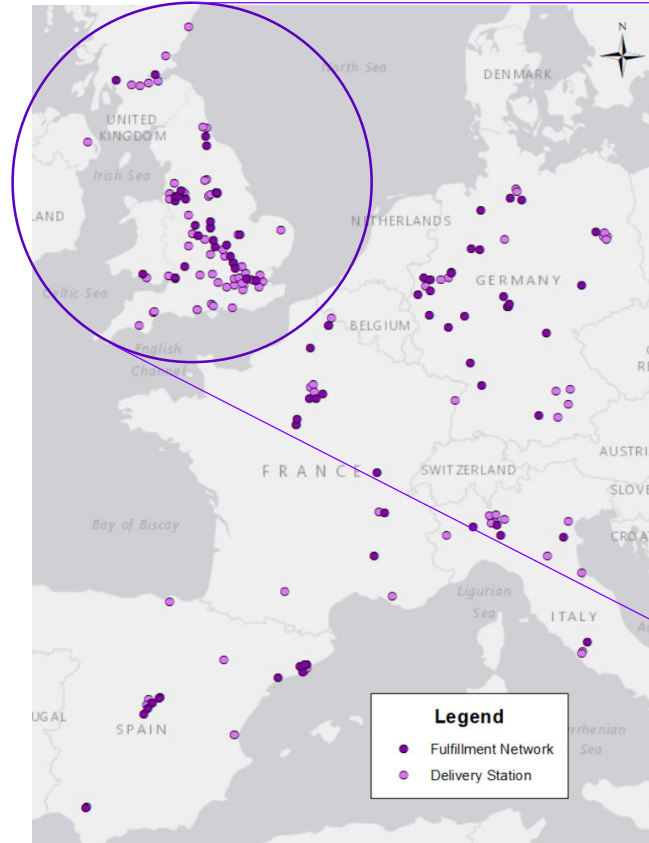 N
North Sea
DENMARK
UNITED
KINGDOM
Irish Sea
LAND
NETHERLANDS
GERMANY
Celtic Sea
BELGIUM
English
Channel
FRANCE
SWITZERLAND
AUSTRI
SLOVE
CROA
Bay of Biscay
Ligurian
Sea
ITALY
UGAL
SPAIN
Legend
Fulfillment Network
Delivery Station
yrrhenian
Sea